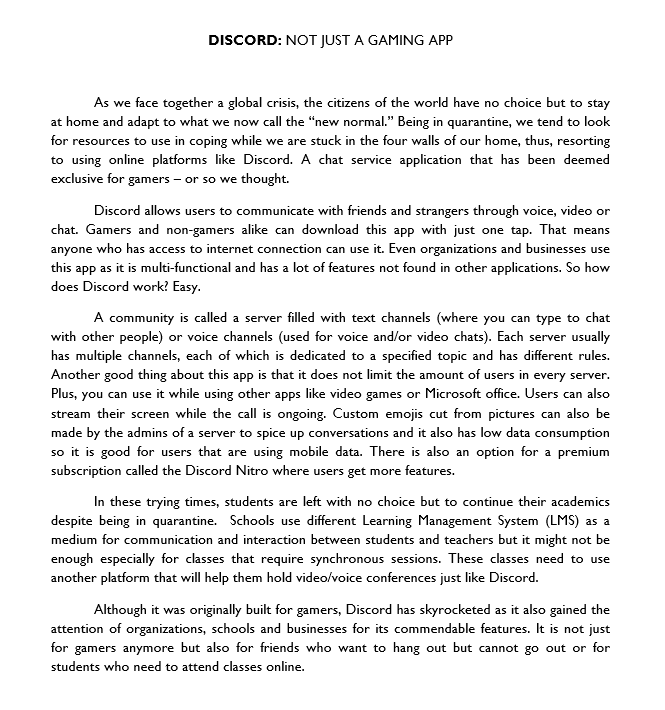 DISCORD: NOT JUST A GAMING APP
As we face together a global crisis, the citizens of the world have no choice but to stay
at home and adapt to what we now call the “new normal.” Being in quarantine, we tend to look
for resources to use in coping while we are stuck in the four walls of our home, thus, resorting
to using online platforms like Discord. A chat service application that has been deemed
exclusive for gamers – or so we thought.
Discord allows users to communicate with friends and strangers through voice, video or
chat. Gamers and non-gamers alike can download this app with just one tap. That means
anyone who has access to internet connection can use it. Even organizations and businesses use
this app as it is multi-functional and has a lot of features not found in other applications. So how
does Discord work? Easy.
A community is called a server filled with text channels (where you can type to chat
with other people) or voice channels (used for voice and/or video chats). Each server usually
has multiple channels, each of which is dedicated to a specified topic and has different rules.
Another good thing about this app is that it does not limit the amount of users in every server.
Plus, you can use it while using other apps like video games or Microsoft office. Users can also
stream their screen while the call is ongoing. Custom emojis cut from pictures can also be
made by the admins of a server to spice up conversations and it also has low data consumption
so it is good for users that are using mobile data. There is also an option for a premium
subscription called the Discord Nitro where users get more features.
In these trying times, students are left with no choice but to continue their academics
despite being in quarantine.  Schools use different Learning Management System (LMS) as a
medium for communication and interaction between students and teachers but it might not be
enough especially for classes that require synchronous sessions. These classes need to use
another platform that will help them hold video/voice conferences just like Discord.
Although it was originally built for gamers, Discord has skyrocketed as it also gained the
attention of organizations, schools and businesses for its commendable features. It is not just
for gamers anymore but also for friends who want to hang out but cannot go out or for
students who need to attend classes online.